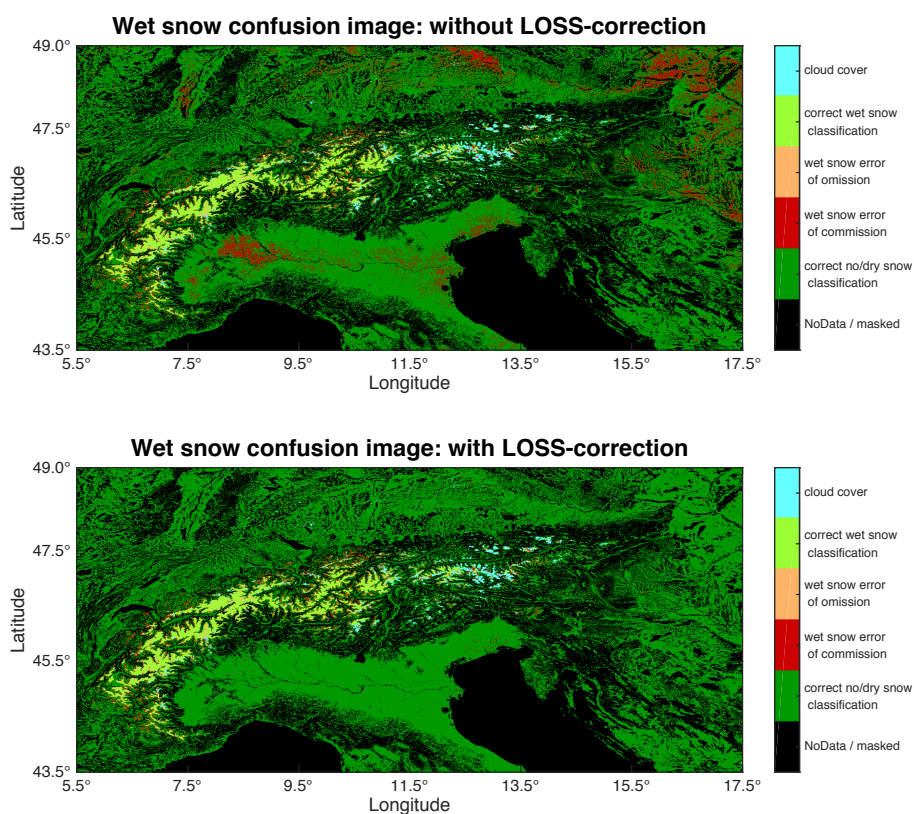 Wet snow confusion image: without LOSS-correction
49.0°
47.5°
45.5°
43.5°
Latitude
5.5°
7.5°
9.5°
11.5°
13.5°
15.5°
17.5°
Longitude
cloud cover
correct wet snow
classification
wet snow error
of omission
wet snow error
of commission
correct no/dry snow
classification
NoData / masked
Wet snow confusion image: with LOSS-correction
49.0°
47.5°
45.5°
43.5°
Latitude
5.5°
7.5°
9.5°
11.5°
13.5°
15.5°
17.5°
Longitude
cloud cover
correct wet snow
classification
wet snow error
of omission
wet snow error
of commission
correct no/dry snow
classification
NoData / masked